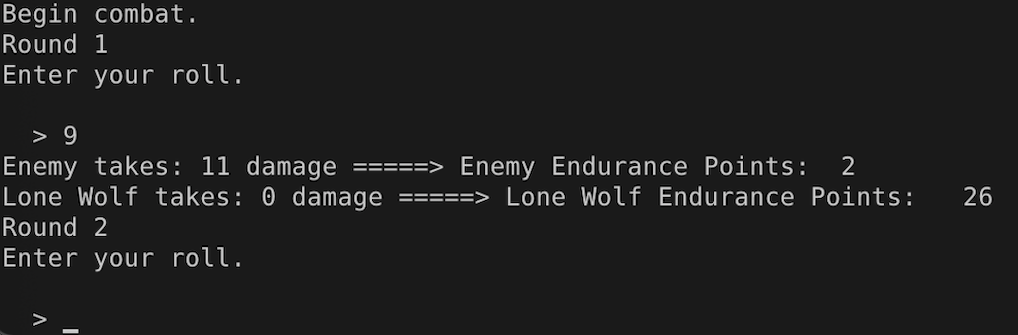 Begin combat.
Round 1
Enter your roll.
> 9
Enemy takes: 11 damage =====> Enemy Endurance Points:  2
Lone Wolf takes: 0 damage =====> Lone Wolf Endurance Points:   26
Round 2
Enter your roll.
> _